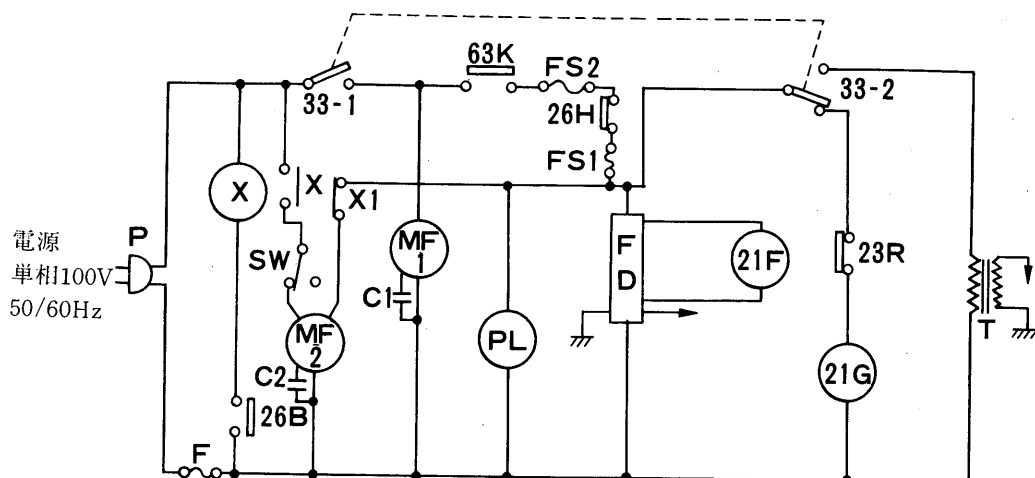 63K
FS2
33-1
33-2
26H
FS1
X
X
X1
電源
単相100V
50/60Hz
P
SW
MF
1
C1
F
D
21F
23R
MF
2
C2
PL
21G
T
26B
F